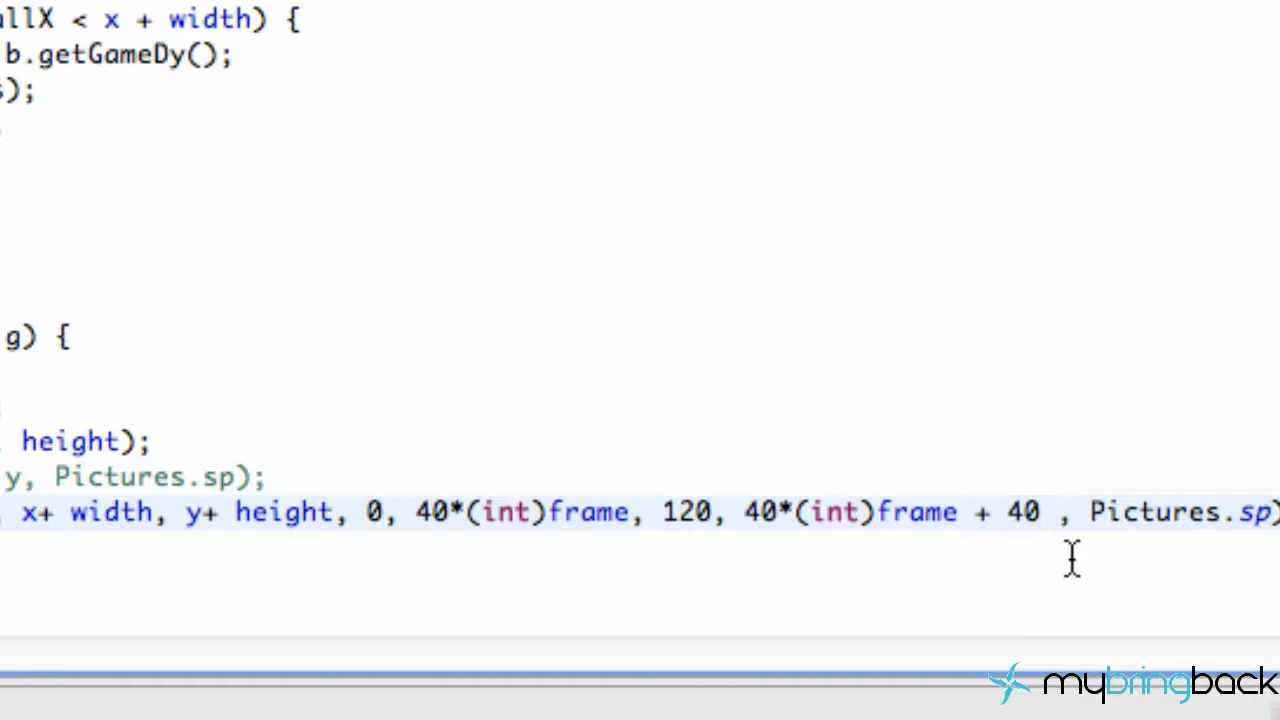 allX < x + width) {
b.getGameDy();
s);
g) {
height);
y, Pictures.sp);
, x+ width, y+ height, 0, 40*(int)frame, 120, 40*(int)frame + 40 , Pictures.sp)
mybringback